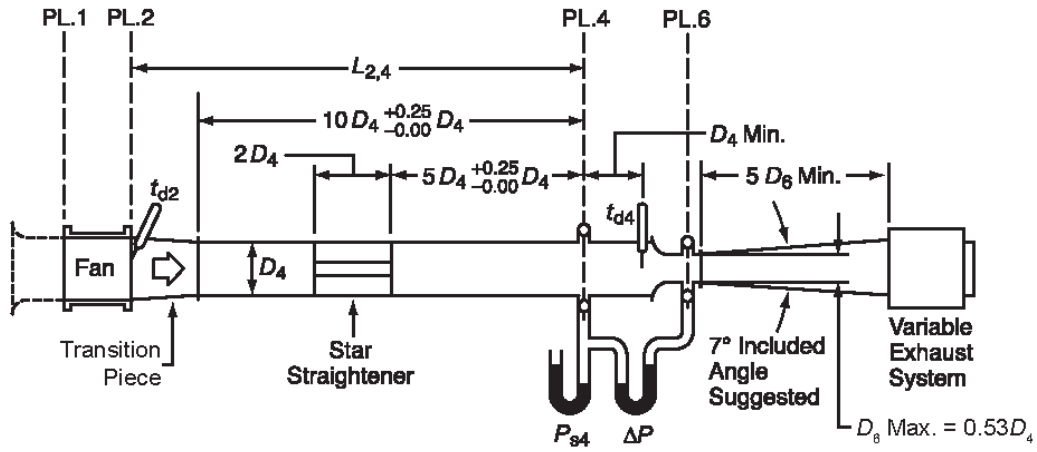 PL.1 PL.2 PL.4 PL.6
L2,4
10 D4 +0.25 -0.00 D4
D4 Min.
2 D4
5 D4 +0.25 -0.00 D4
5 D6 Min.
td2
td4
Fan
D4
Transition
Piece
Star
Straightener
7° Included
Angle
Suggested
Variable
Exhaust
System
Ps4
ΔP
D6 Max. = 0.53D4